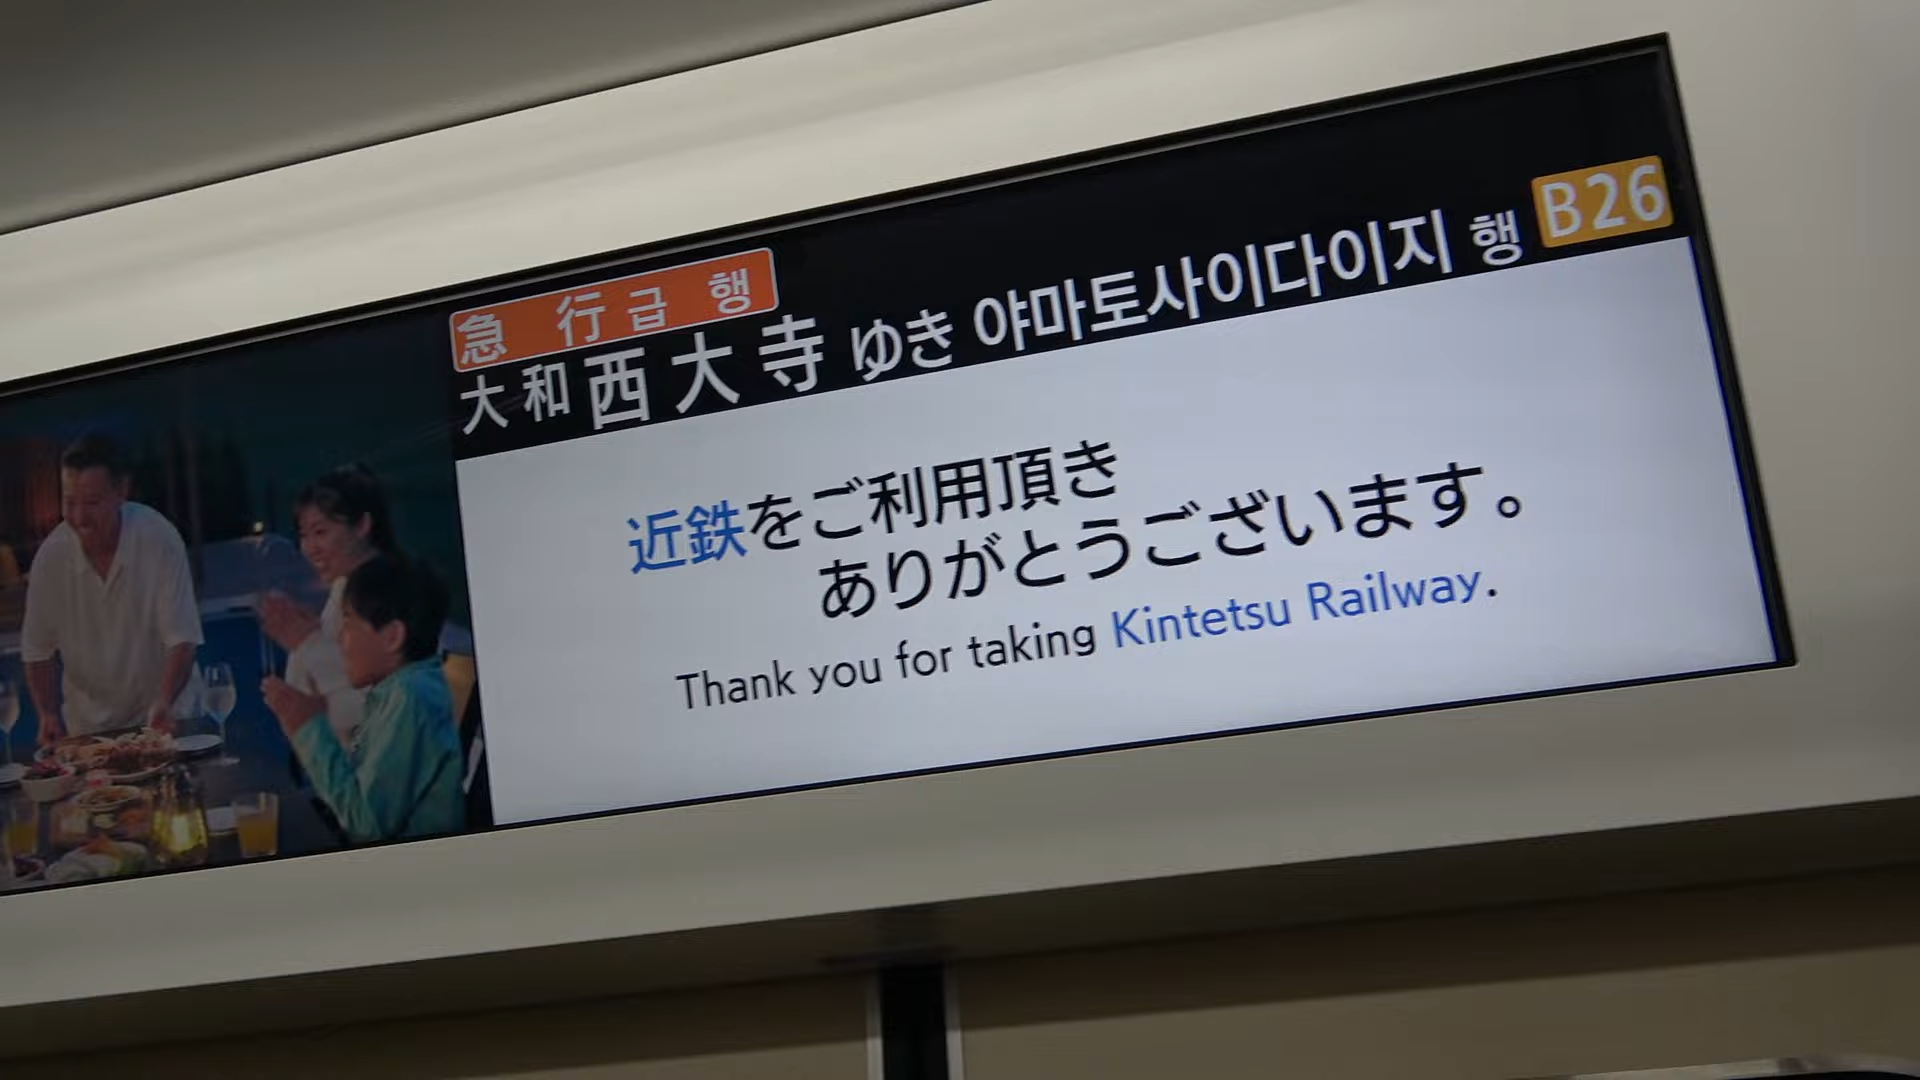 急行 급행
大和西大寺 ゆき 야마토사이다이지 행 B26
近鉄をご利用頂き
ありがとうございます。
Thank you for taking Kintetsu Railway.